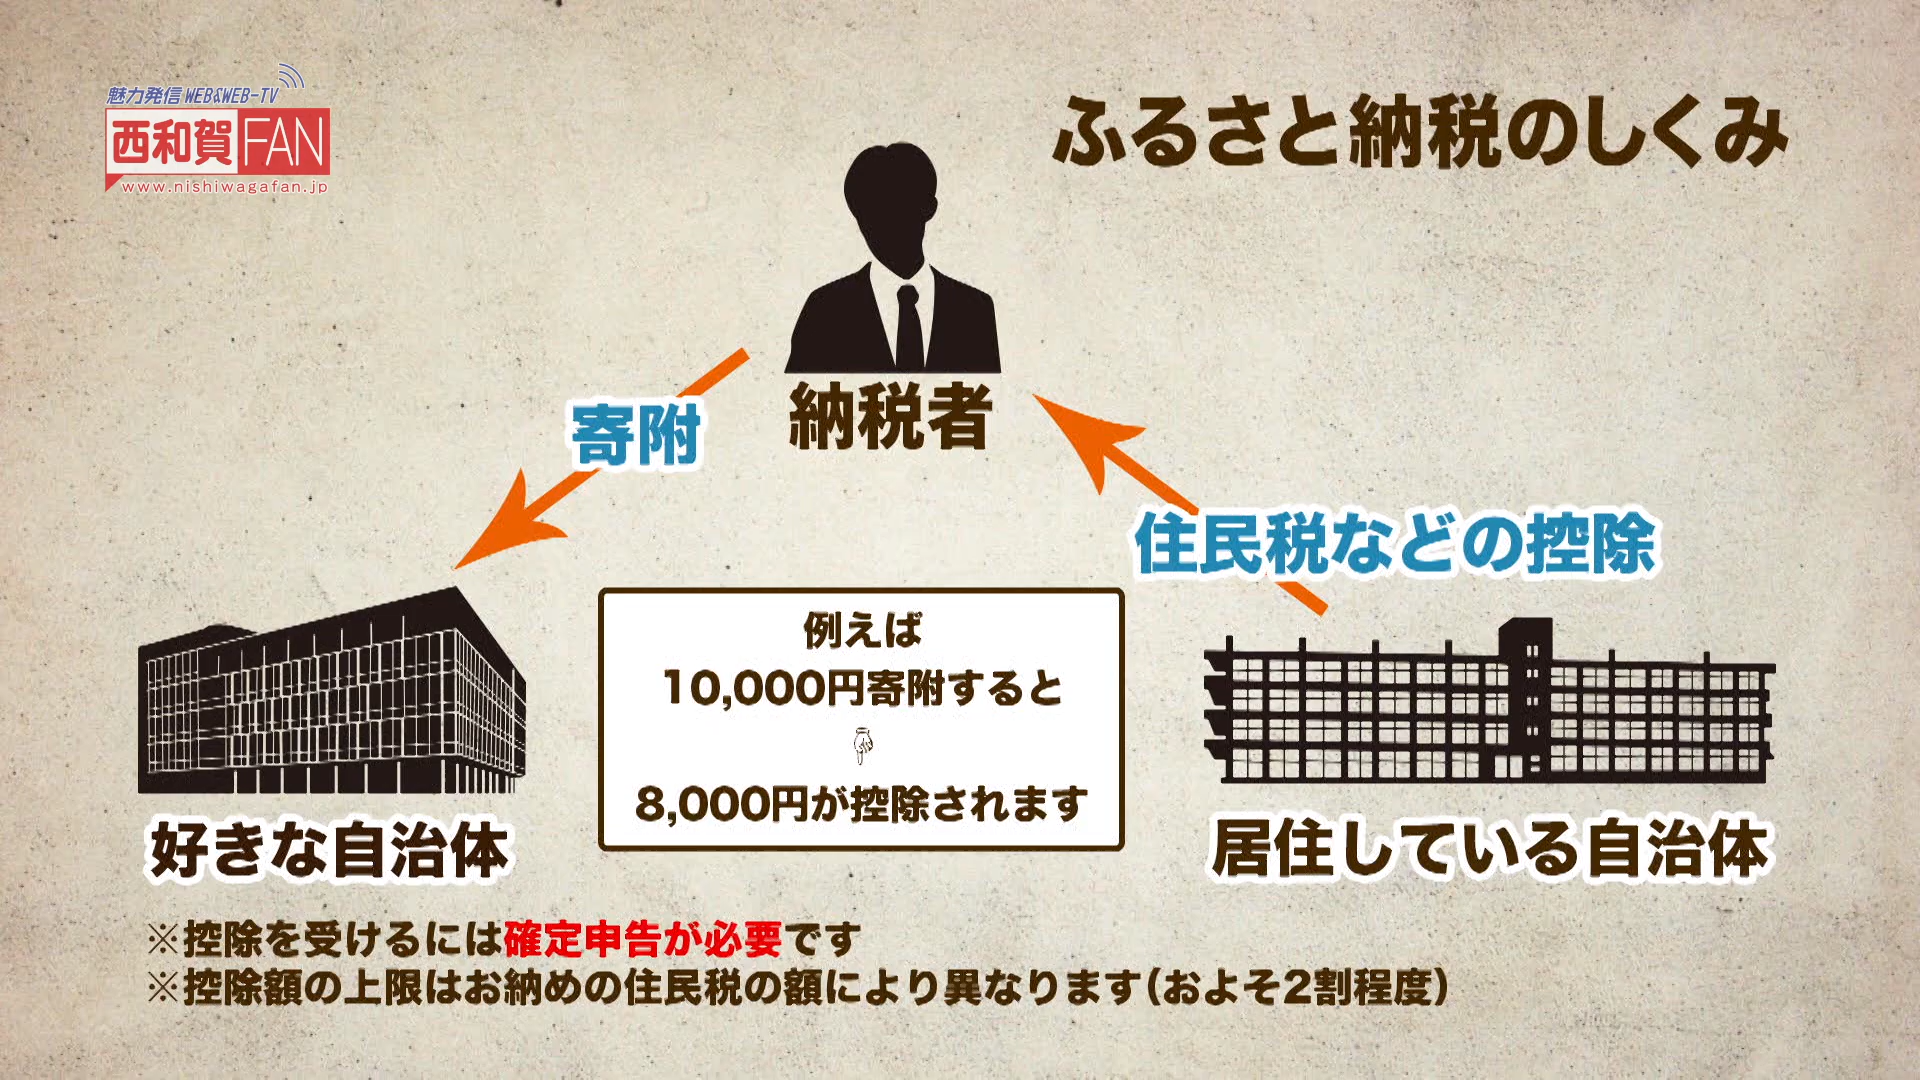 魅力発信 WEB&WEB-TV
西和賀FAN
www.nishiwagafan.jp
ふるさと納税のしくみ
納税者
寄附
住民税などの控除
例えば
10,000円寄附すると
☟
8,000円が控除されます
好きな自治体
居住している自治体
※控除を受けるには確定申告が必要です
※控除額の上限はお納めの住民税の額により異なります(およそ2割程度)